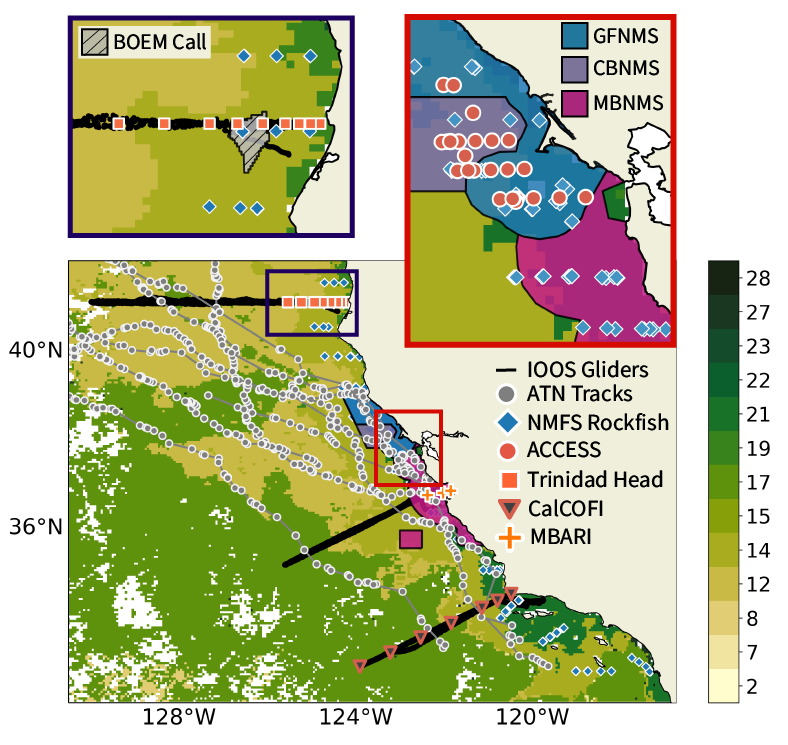 BOEM Call
GFNMS
CBNMS
MBNMS
IOOS Gliders
ATN Tracks
NMFS Rockfish
ACCESS
Trinidad Head
CalCOFI
MBARI
40°N
36°N
128°W
124°W
120°W
28
27
23
22
21
19
17
15
14
12
8
7
2